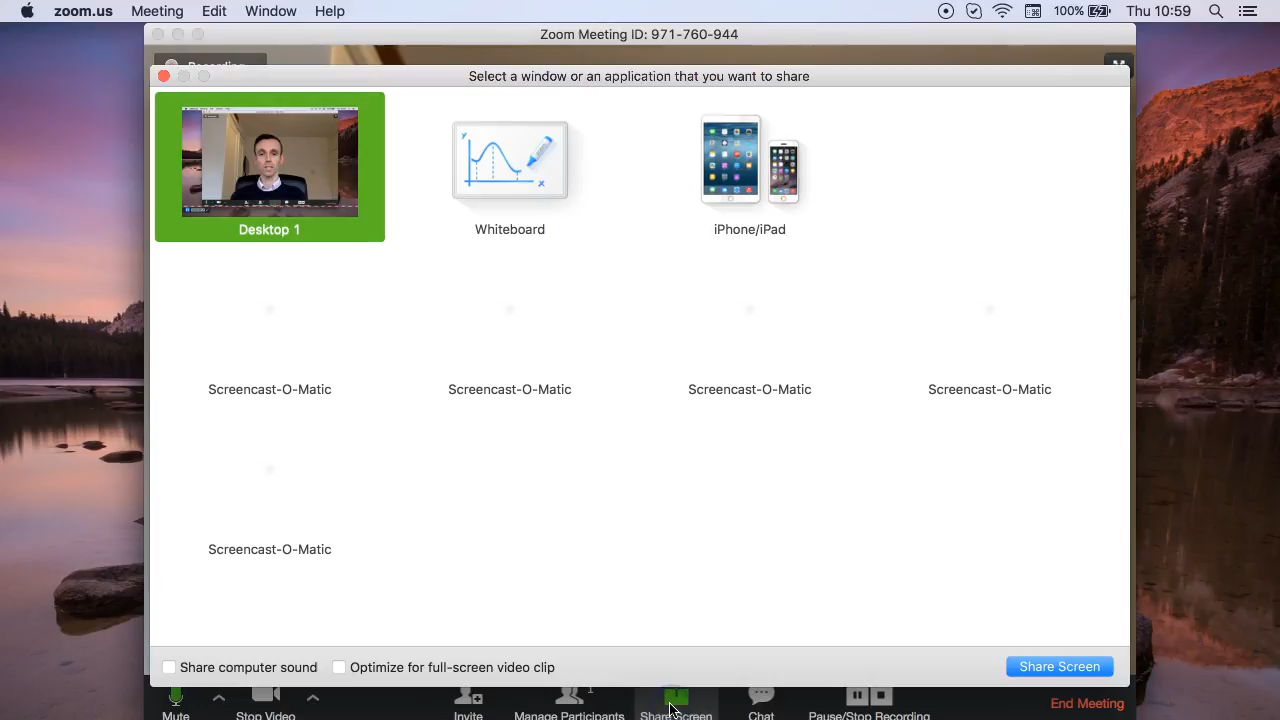 zoom.us Meeting Edit Window Help 100% Thu 10:59
Zoom Meeting ID: 971-760-944
Recording
Select a window or an application that you want to share
Desktop 1 Whiteboard iPhone/iPad
Screencast-O-Matic Screencast-O-Matic Screencast-O-Matic Screencast-O-Matic
Screencast-O-Matic
Share computer sound Optimize for full-screen video clip Share Screen
1
Mute Stop Video Invite Manage Participants Share Screen Chat Pause/Stop Recording End Meeting